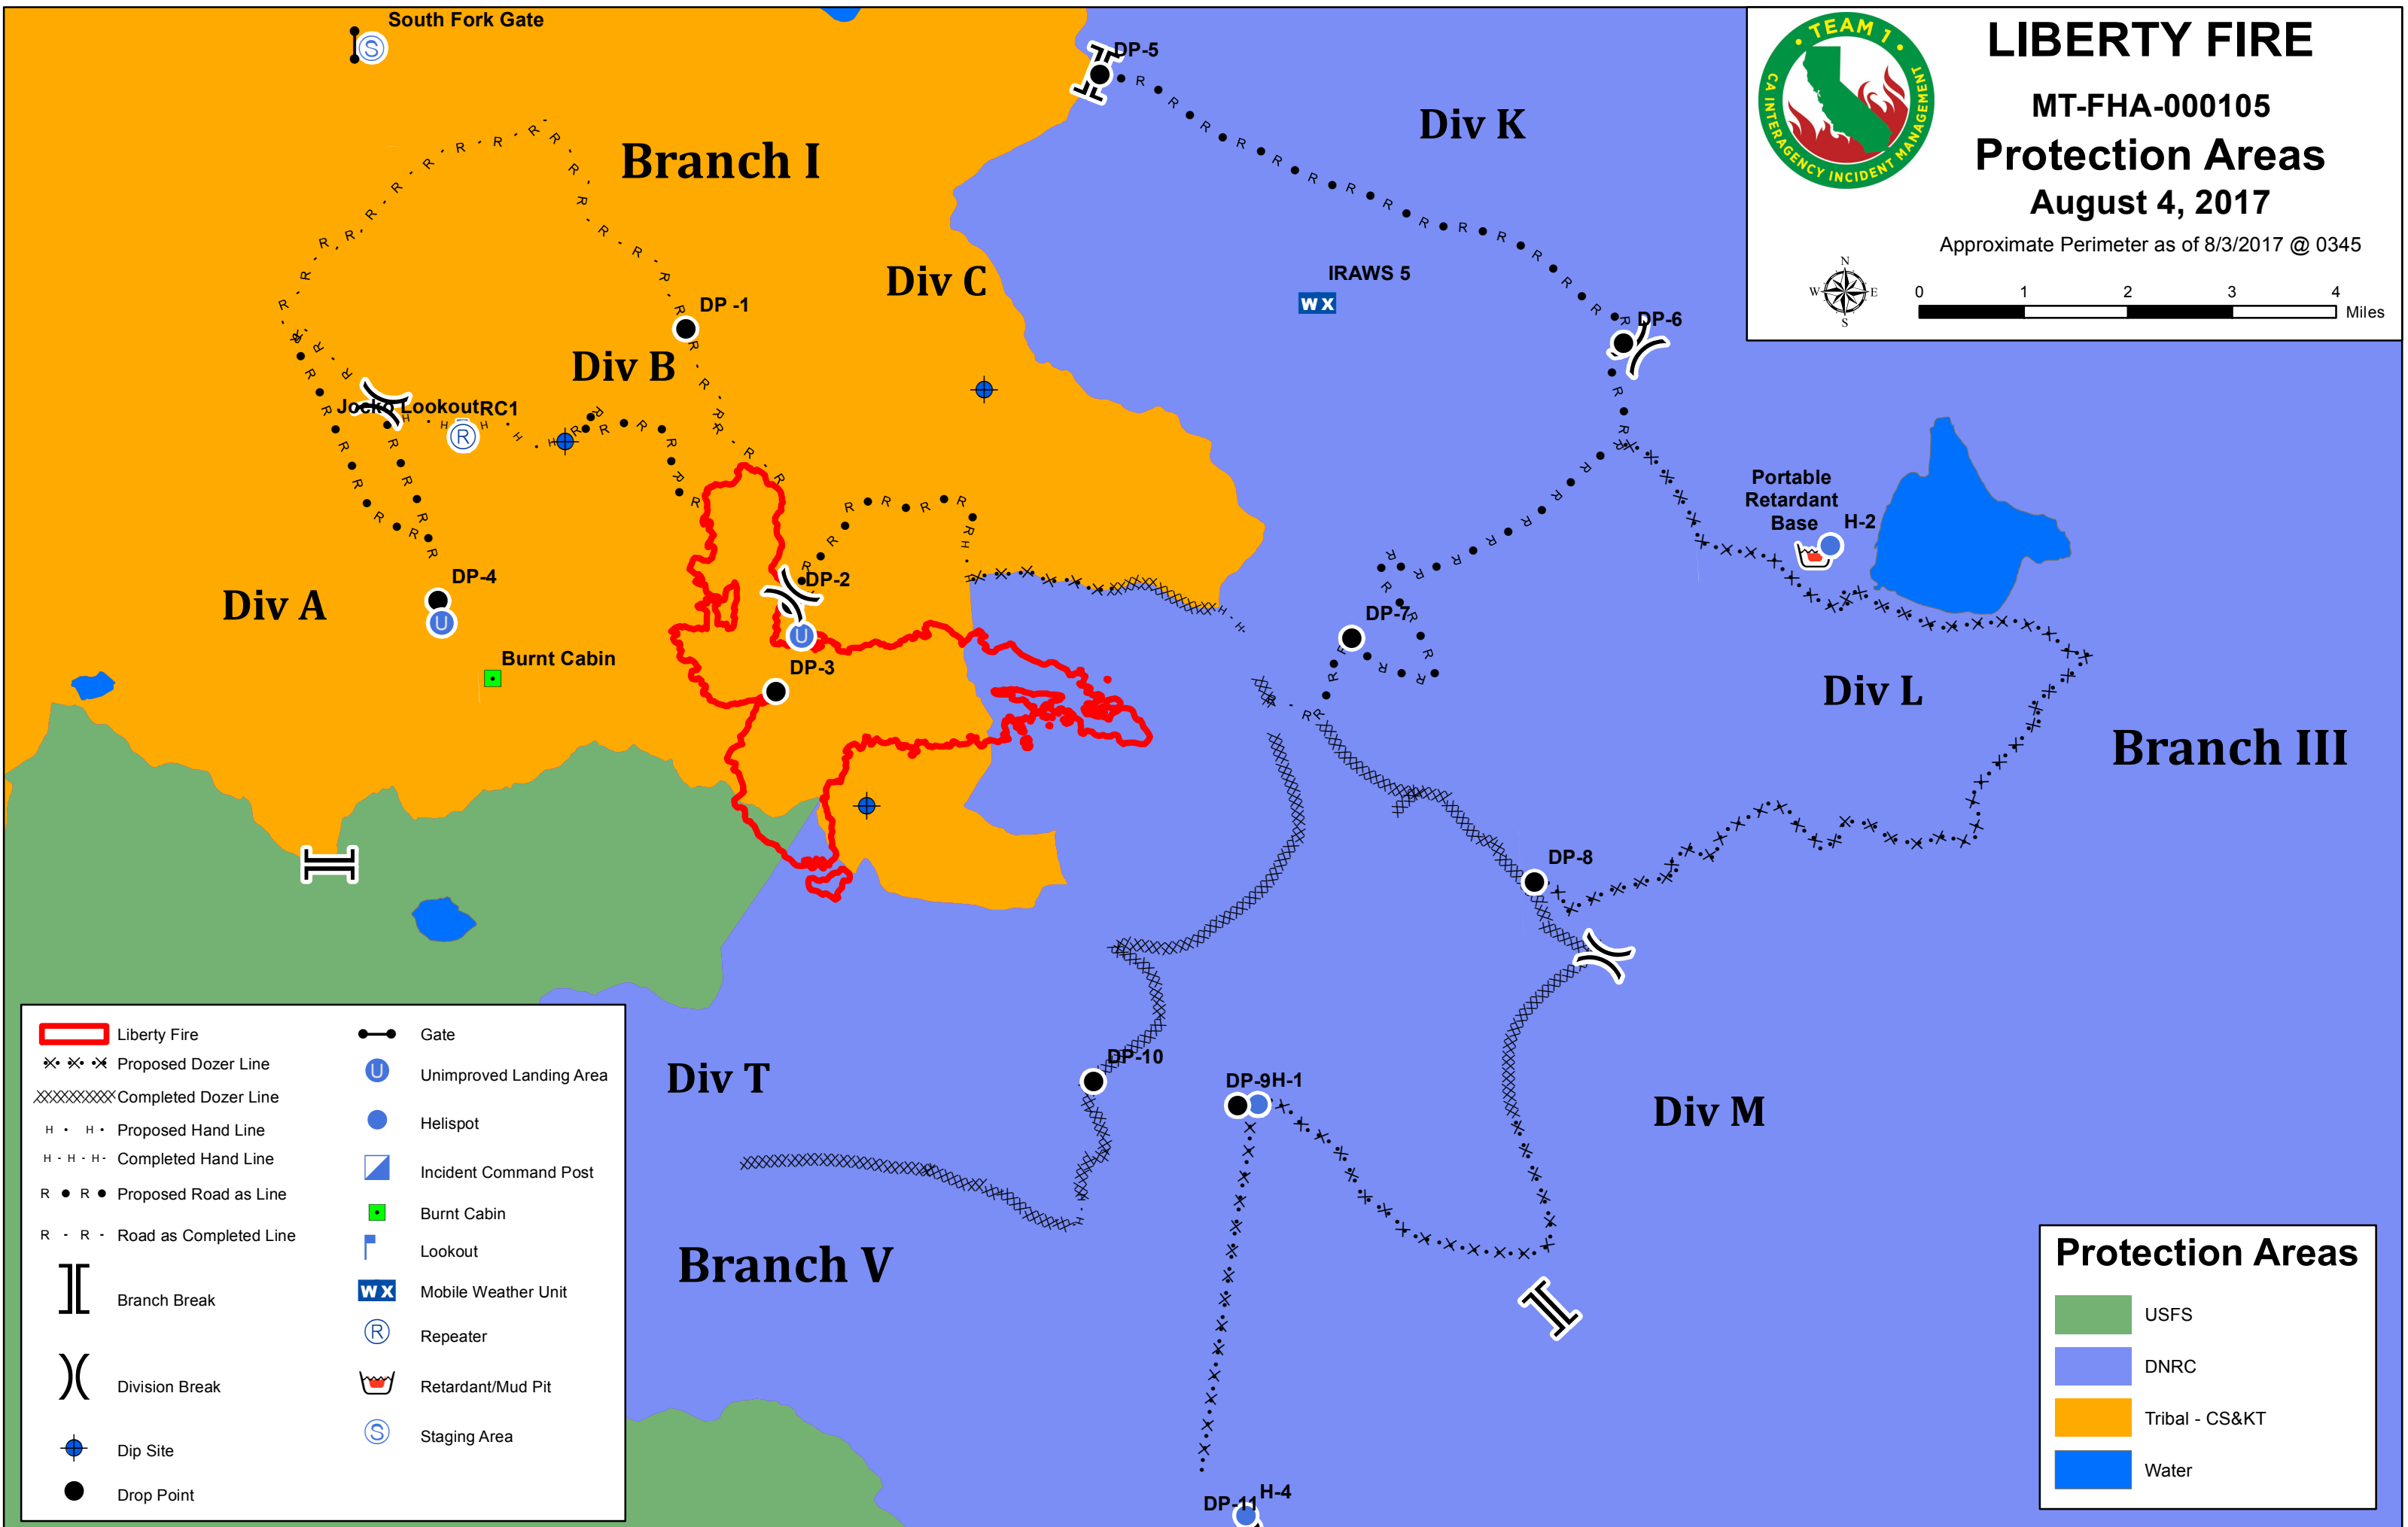 South Fork Gate
S
DP-5
Div K
Branch I
Div C
IRAWS 5
WX
DP -1
DP-6
Div B
Jocko Lookout
RC1
R
Portable
Retardant
Base
H-2
DP-4
U
Div A
DP-2
U
DP-7
Burnt Cabin
DP-3
Div L
Branch III
DP-8
Div T
DP-10
DP-9
H-1
Div M
Branch V
DP-11
H-4
TEAM 1
CA INTERAGENCY INCIDENT MANAGEMENT
LIBERTY FIRE
MT-FHA-000105
Protection Areas
August 4, 2017
Approximate Perimeter as of 8/3/2017 @ 0345
N
W E
S
0 1 2 3 4
Miles
Liberty Fire
Proposed Dozer Line
Completed Dozer Line
H • H • Proposed Hand Line
H - H - H- Completed Hand Line
R ● R ● Proposed Road as Line
R - R - Road as Completed Line
Branch Break
Division Break
Dip Site
Drop Point
Gate
U Unimproved Landing Area
Helispot
Incident Command Post
Burnt Cabin
Lookout
WX Mobile Weather Unit
R Repeater
Retardant/Mud Pit
S Staging Area
Protection Areas
USFS
DNRC
Tribal - CS&KT
Water